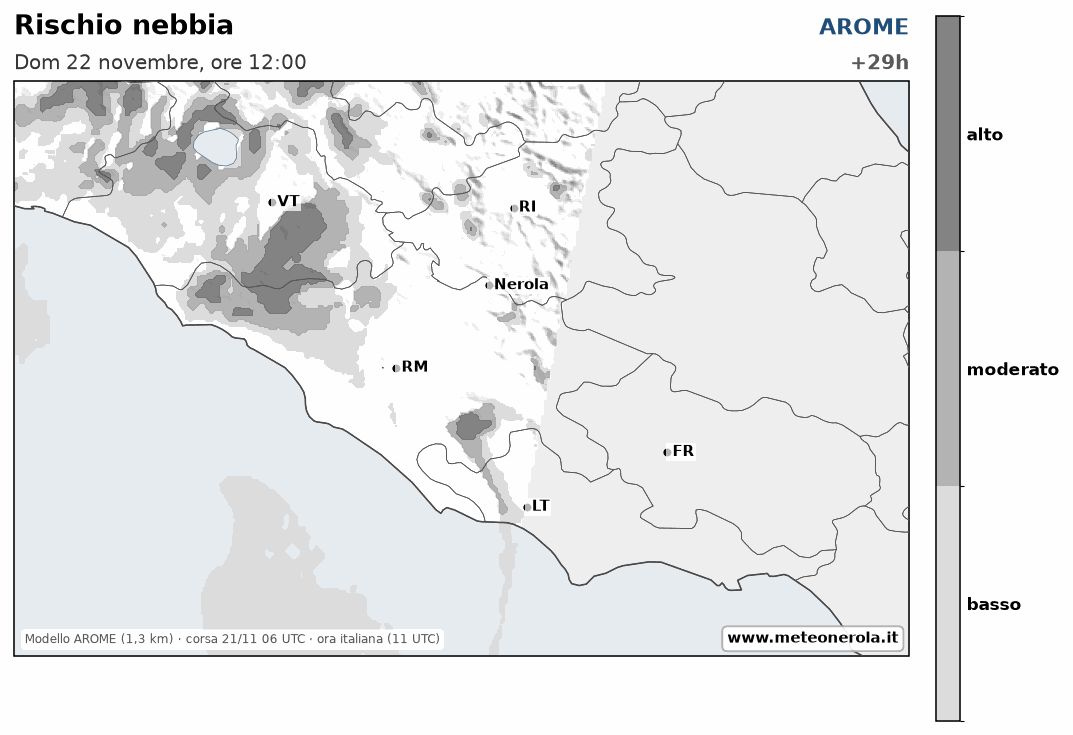 Rischio nebbia
AROME
Dom 22 novembre, ore 12:00
+29h
alto
VT
RI
Nerola
RM
moderato
FR
LT
basso
Modello AROME (1,3 km) · corsa 21/11 06 UTC · ora italiana (11 UTC)
www.meteonerola.it